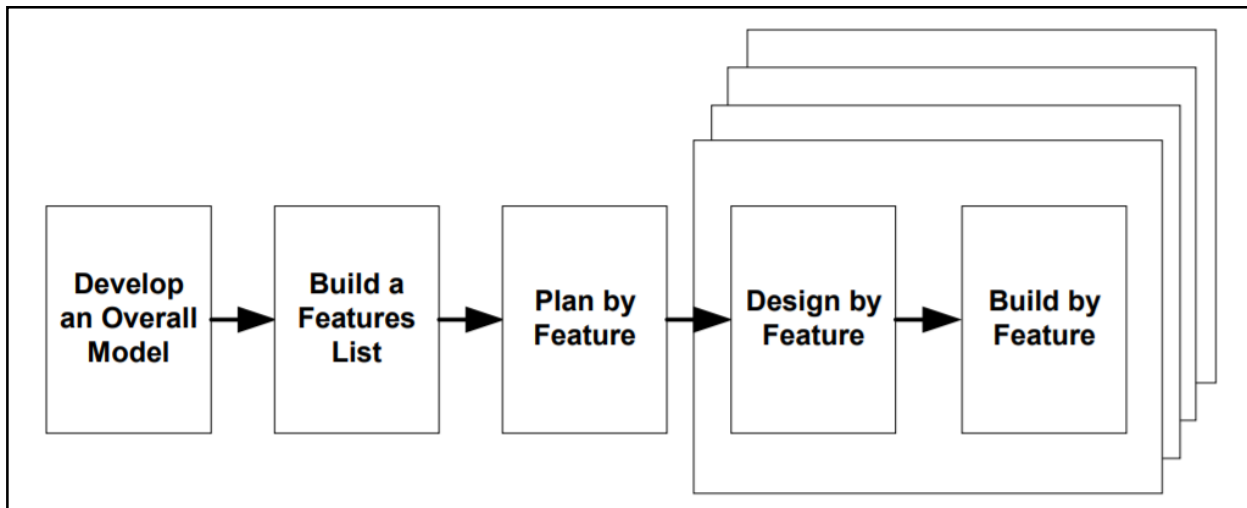 Develop
an Overall
Model
Build a
Features
List
Plan by
Feature
Design by
Feature
Build by
Feature